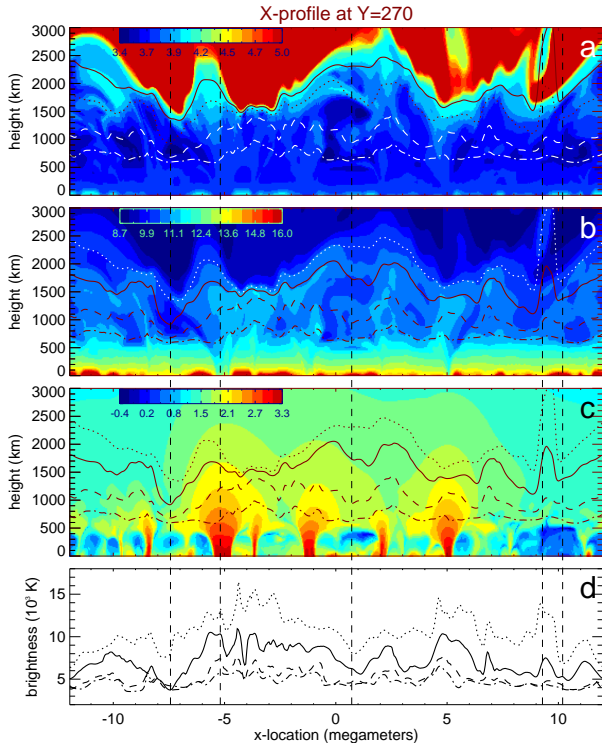 X-profile at Y=270
3000
2500
2000
1500
1000
500
0
height (km)
3.4 3.7 3.9 4.2 4.5 4.7 5.0
a
3000
2500
2000
1500
1000
500
0
height (km)
8.7 9.9 11.1 12.4 13.6 14.8 16.0
b
3000
2500
2000
1500
1000
500
0
height (km)
-0.4 0.2 0.8 1.5 2.1 2.7 3.3
c
15
10
5
brightness (10³ K)
d
-10 -5 0 5 10
x-location (megameters)